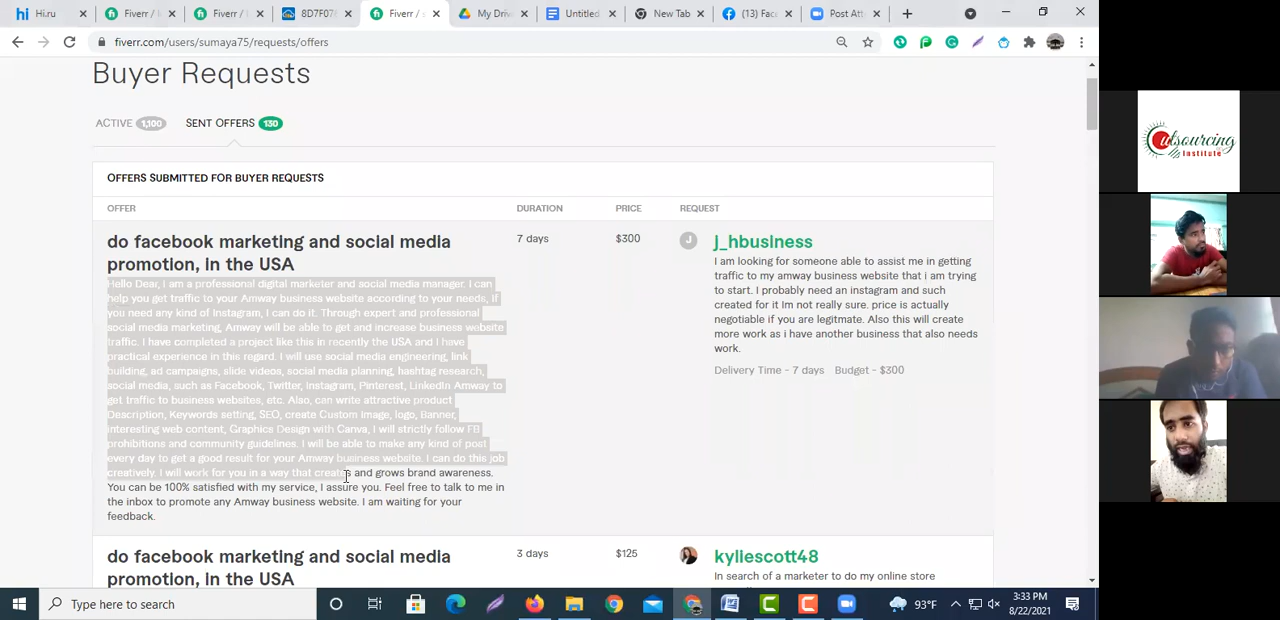 Hi.ru
Fiverr /
Fiverr /
8D7F07
Fiverr / s
My Driv
Untitled
New Tab
(13) Fac
Post Att
fiverr.com/users/sumaya75/requests/offers
Buyer Requests
ACTIVE 1,100 SENT OFFERS 130
OFFERS SUBMITTED FOR BUYER REQUESTS
OFFER DURATION PRICE REQUEST
do facebook marketing and social media
promotion, in the USA
Hello Dear, I am a professional digital marketer and social media manager. I can
help you get traffic to your Amway business website according to your needs, if
you need any kind of Instagram, I can do it. Through expert and professional
social media marketing, Amway will be able to get and increase business website
traffic. I have completed a project like this in recently the USA and I have
practical experience in this regard. I will use social media engineering, link
building, ad campaigns, slide videos, social media planning, hashtag research,
social media, such as Facebook, Twitter, Instagram, Pinterest, LinkedIn Amway to
get traffic to business websites, etc. Also, can write attractive product
Description, Keywords setting, SEO, create Custom Image, logo, Banner,
interesting web content, Graphics Design with Canva, I will strictly follow FB
prohibitions and community guidelines. I will be able to make any kind of post
every day to get a good result for your Amway business website. I can do this job
creatively. I will work for you in a way that creates and grows brand awareness.
You can be 100% satisfied with my service, I assure you. Feel free to talk to me in
the inbox to promote any Amway business website. I am waiting for your
feedback.
7 days
$300
J
j_hbusiness
I am looking for someone able to assist me in getting
traffic to my amway business website that i am trying
to start. I probably need an instagram and such
created for it Im not really sure. price is actually
negotiable if you are legitimate. Also this will create
more work as i have another business that also needs
work.
Delivery Time - 7 days Budget - $300
do facebook marketing and social media
promotion, in the USA
3 days
$125
kyliescott48
In search of a marketer to do my online store
Type here to search
93°F
3:33 PM
8/22/2021
Outsourcing
Institute